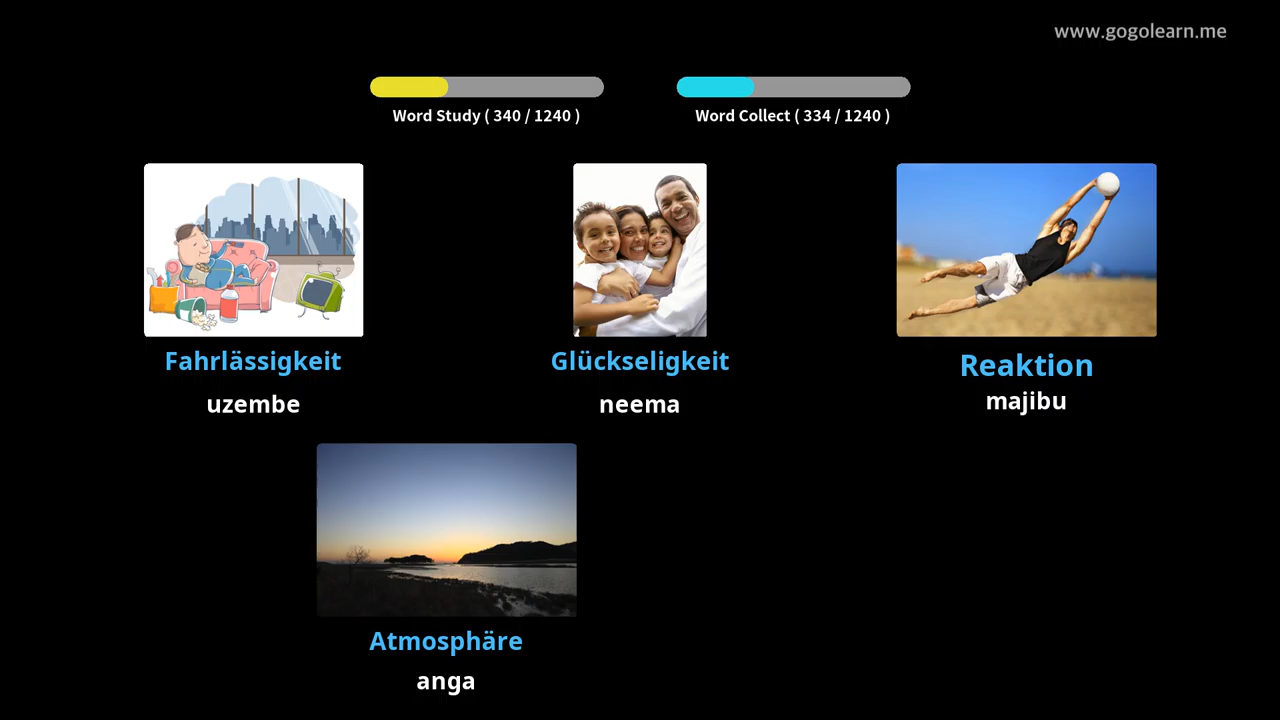 www.gogolearn.me
Word Study ( 340 / 1240 )
Word Collect ( 334 / 1240 )
Fahrlässigkeit
uzembe
Glückseligkeit
neema
Reaktion
majibu
Atmosphäre
anga